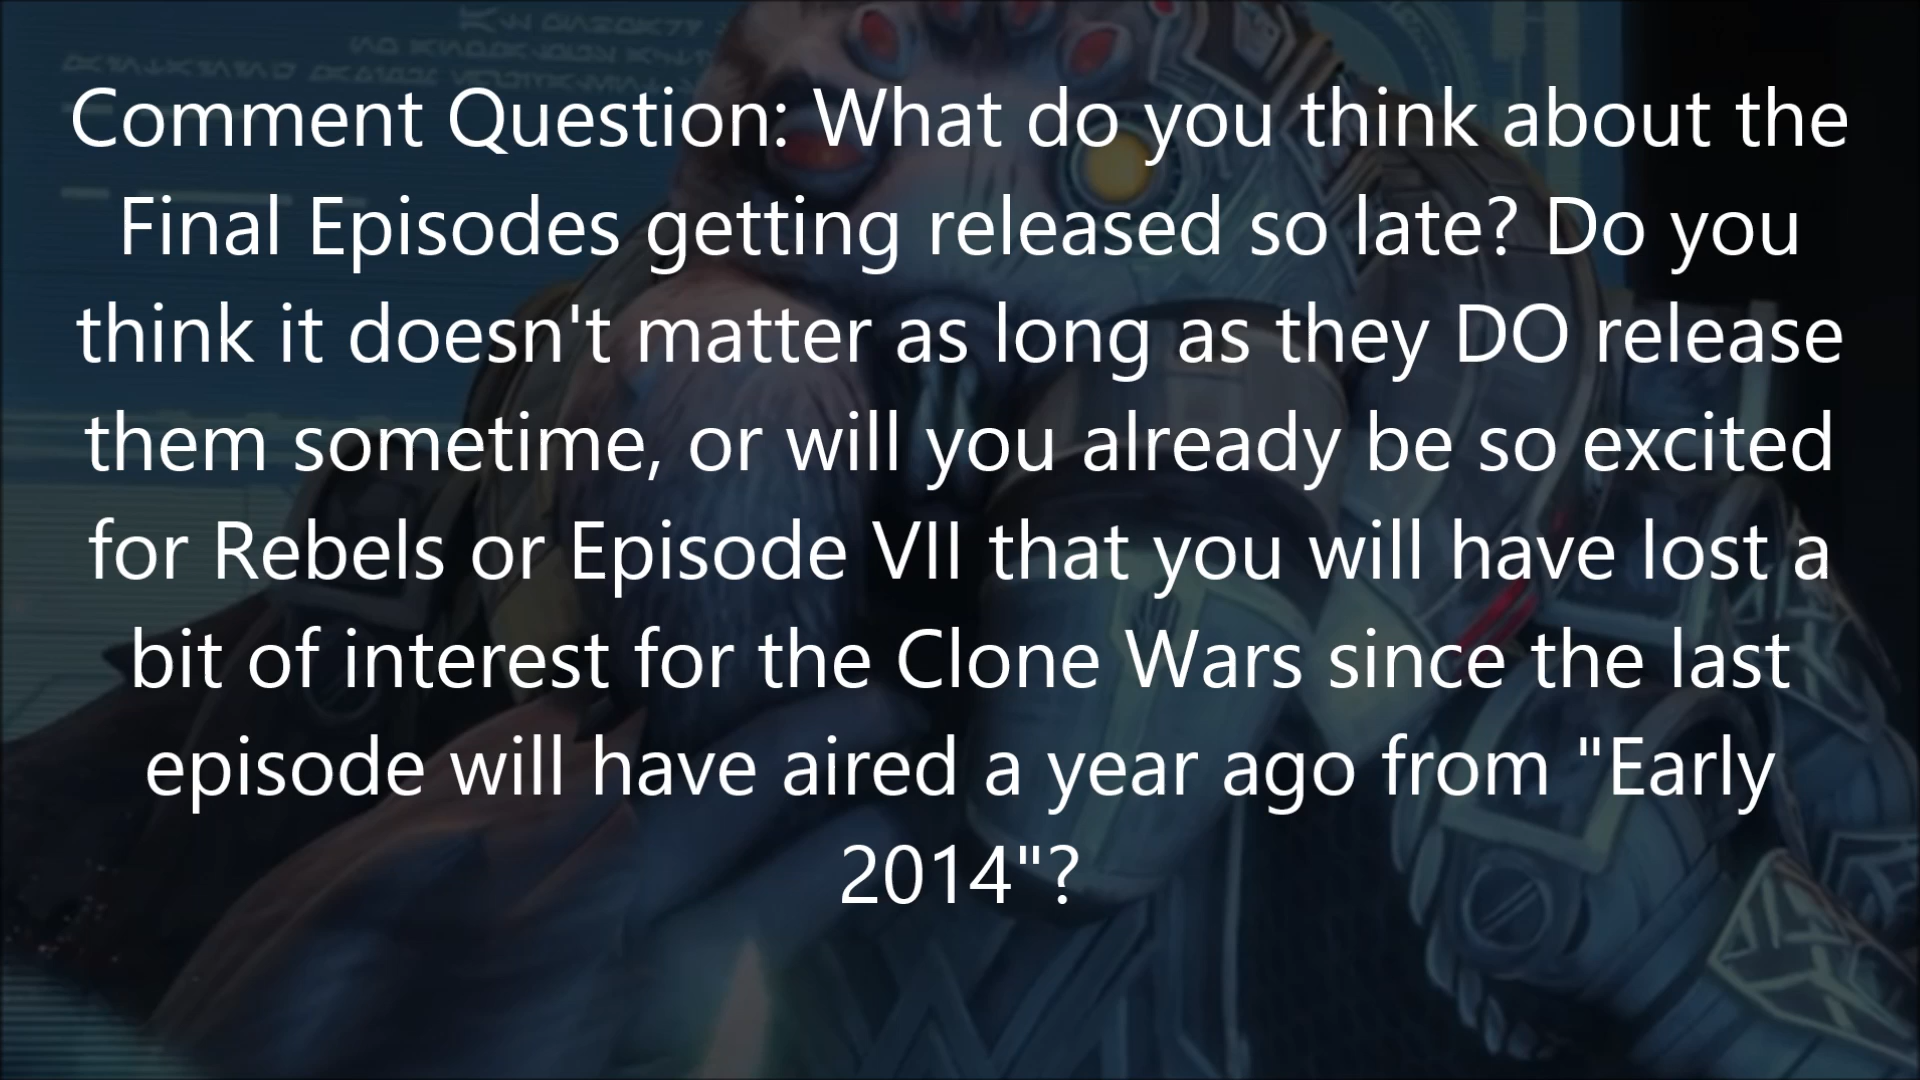 Comment Question: What do you think about the
Final Episodes getting released so late? Do you
think it doesn't matter as long as they DO release
them sometime, or will you already be so excited
for Rebels or Episode VII that you will have lost a
bit of interest for the Clone Wars since the last
episode will have aired a year ago from "Early
2014"?